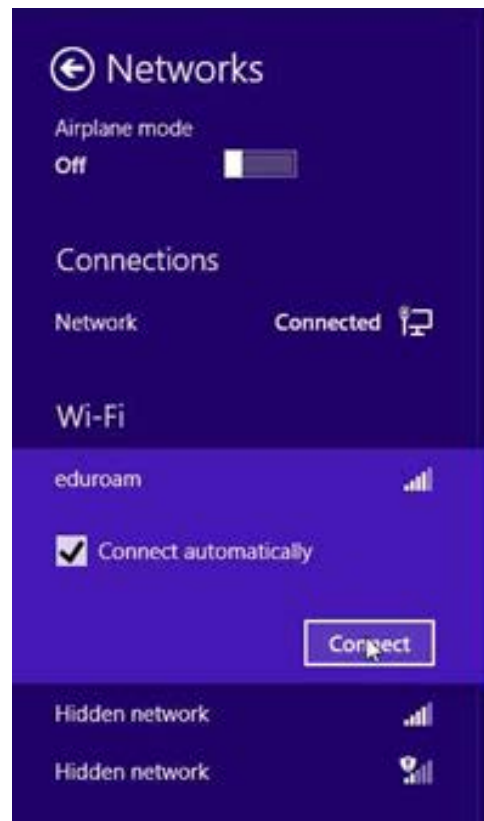 Networks
Airplane mode
Off
Connections
Network Connected
Wi-Fi
eduroam
Connect automatically
Connect
Hidden network
Hidden network